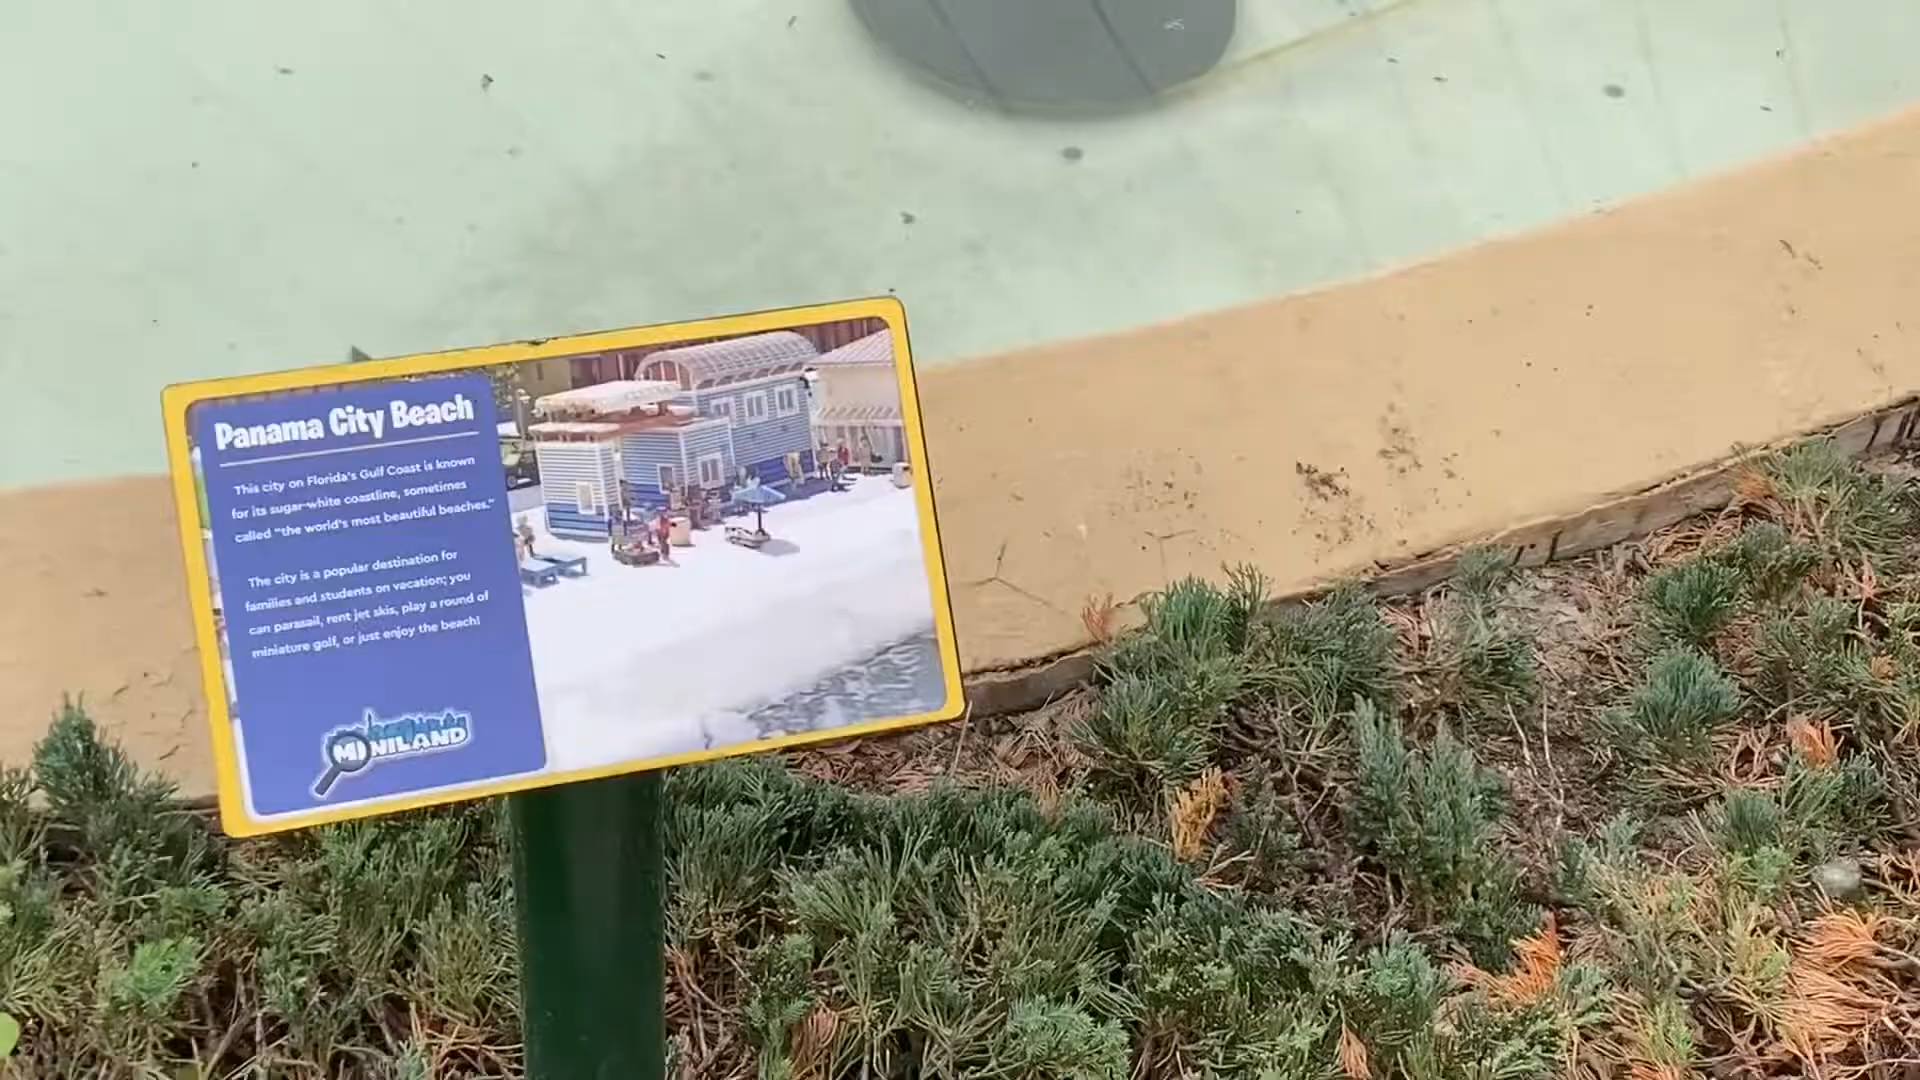 Panama City Beach
This city on Florida's Gulf Coast is known
for its sugar-white coastline, sometimes
called "the world's most beautiful beaches."
The city is a popular destination for
families and students on vacation; you
can parasail, rent jet skis, play a round of
miniature golf, or just enjoy the beach!
MINILAND